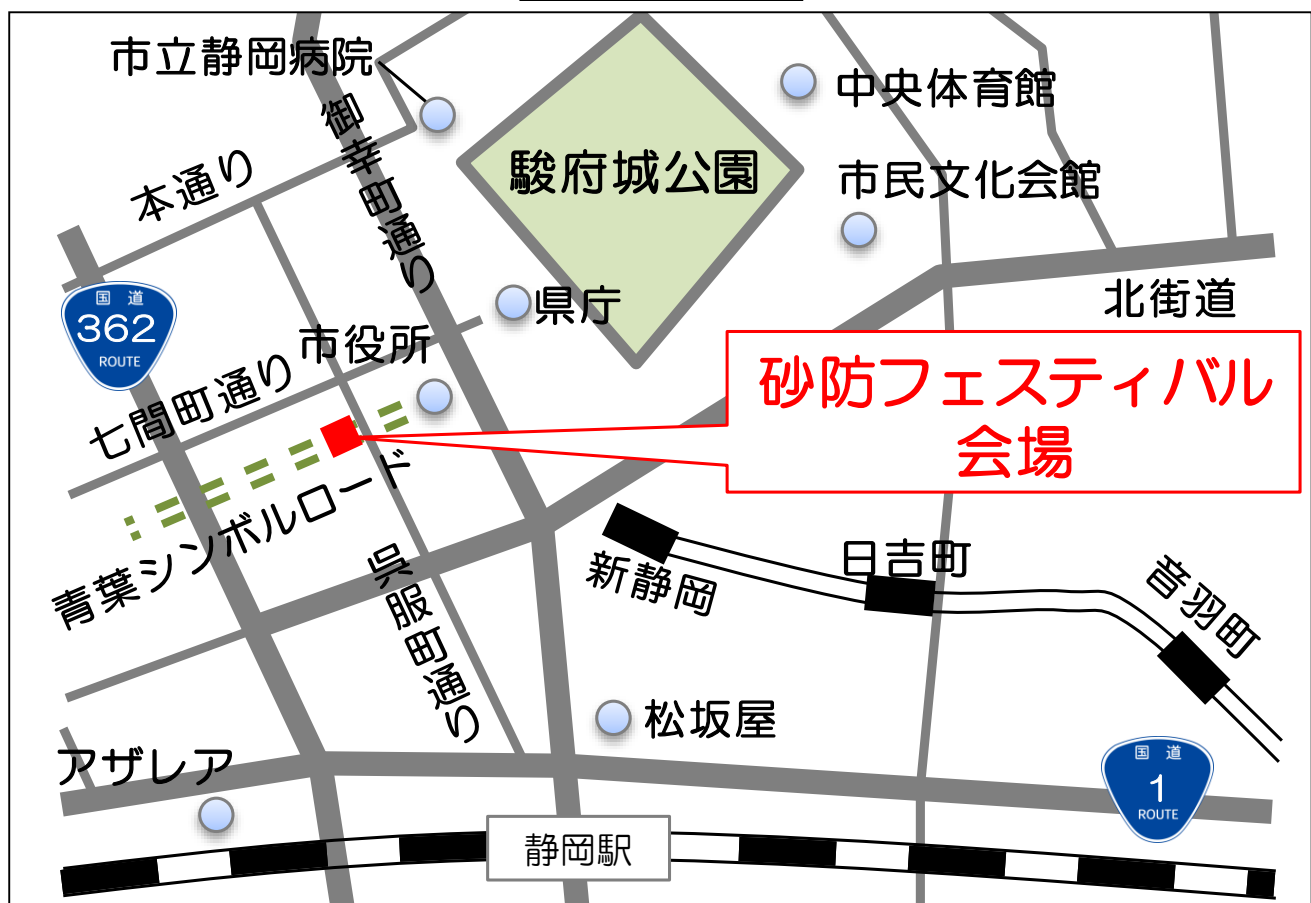 市立静岡病院
中央体育館
御幸町通り
駿府城公園
本通り
市民文化会館
国道
362
ROUTE
県庁
北街道
市役所
七間町通り
砂防フェスティバル
会場
青葉シンボルロード
呉服町通り
新静岡
日吉町
音羽町
松坂屋
アザレア
国道
1
ROUTE
静岡駅